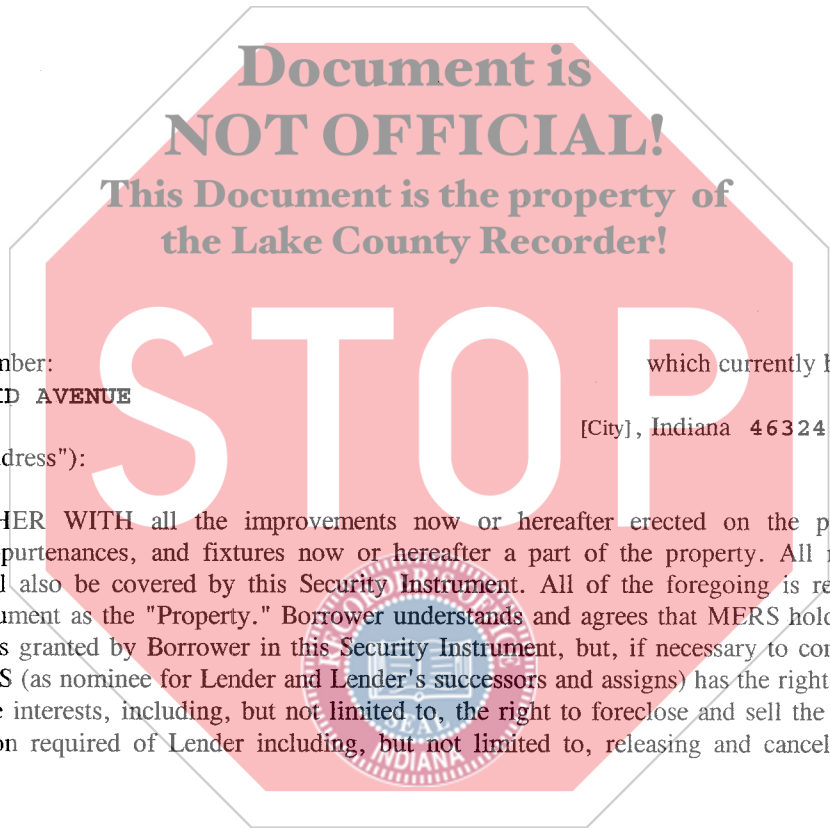 Document is
NOT OFFICIAL!
This Document is the property of
the Lake County Recorder!
STOP
mber: which currently h
ID AVENUE
[City], Indiana 46324
dress"):
HER WITH all the improvements now or hereafter erected on the p
purtenances, and fixtures now or hereafter a part of the property. All r
l also be covered by this Security Instrument. All of the foregoing is re
ument as the "Property." Borrower understands and agrees that MERS hold
s granted by Borrower in this Security Instrument, but, if necessary to com
S (as nominee for Lender and Lender's successors and assigns) has the right
e interests, including, but not limited to, the right to foreclose and sell the
on required of Lender including, but not limited to, releasing and cancel
RECORDER'S OFFICE
SEAL
INDIANA